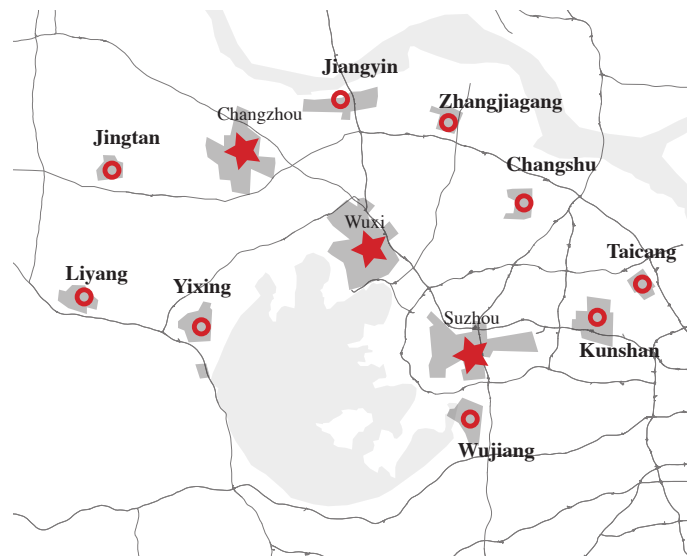 Jiangyin
Zhangjiagang
Changzhou
Jingtan
Changshu
Wuxi
Taicang
Liyang
Yixing
Suzhou
Kunshan
Wujiang